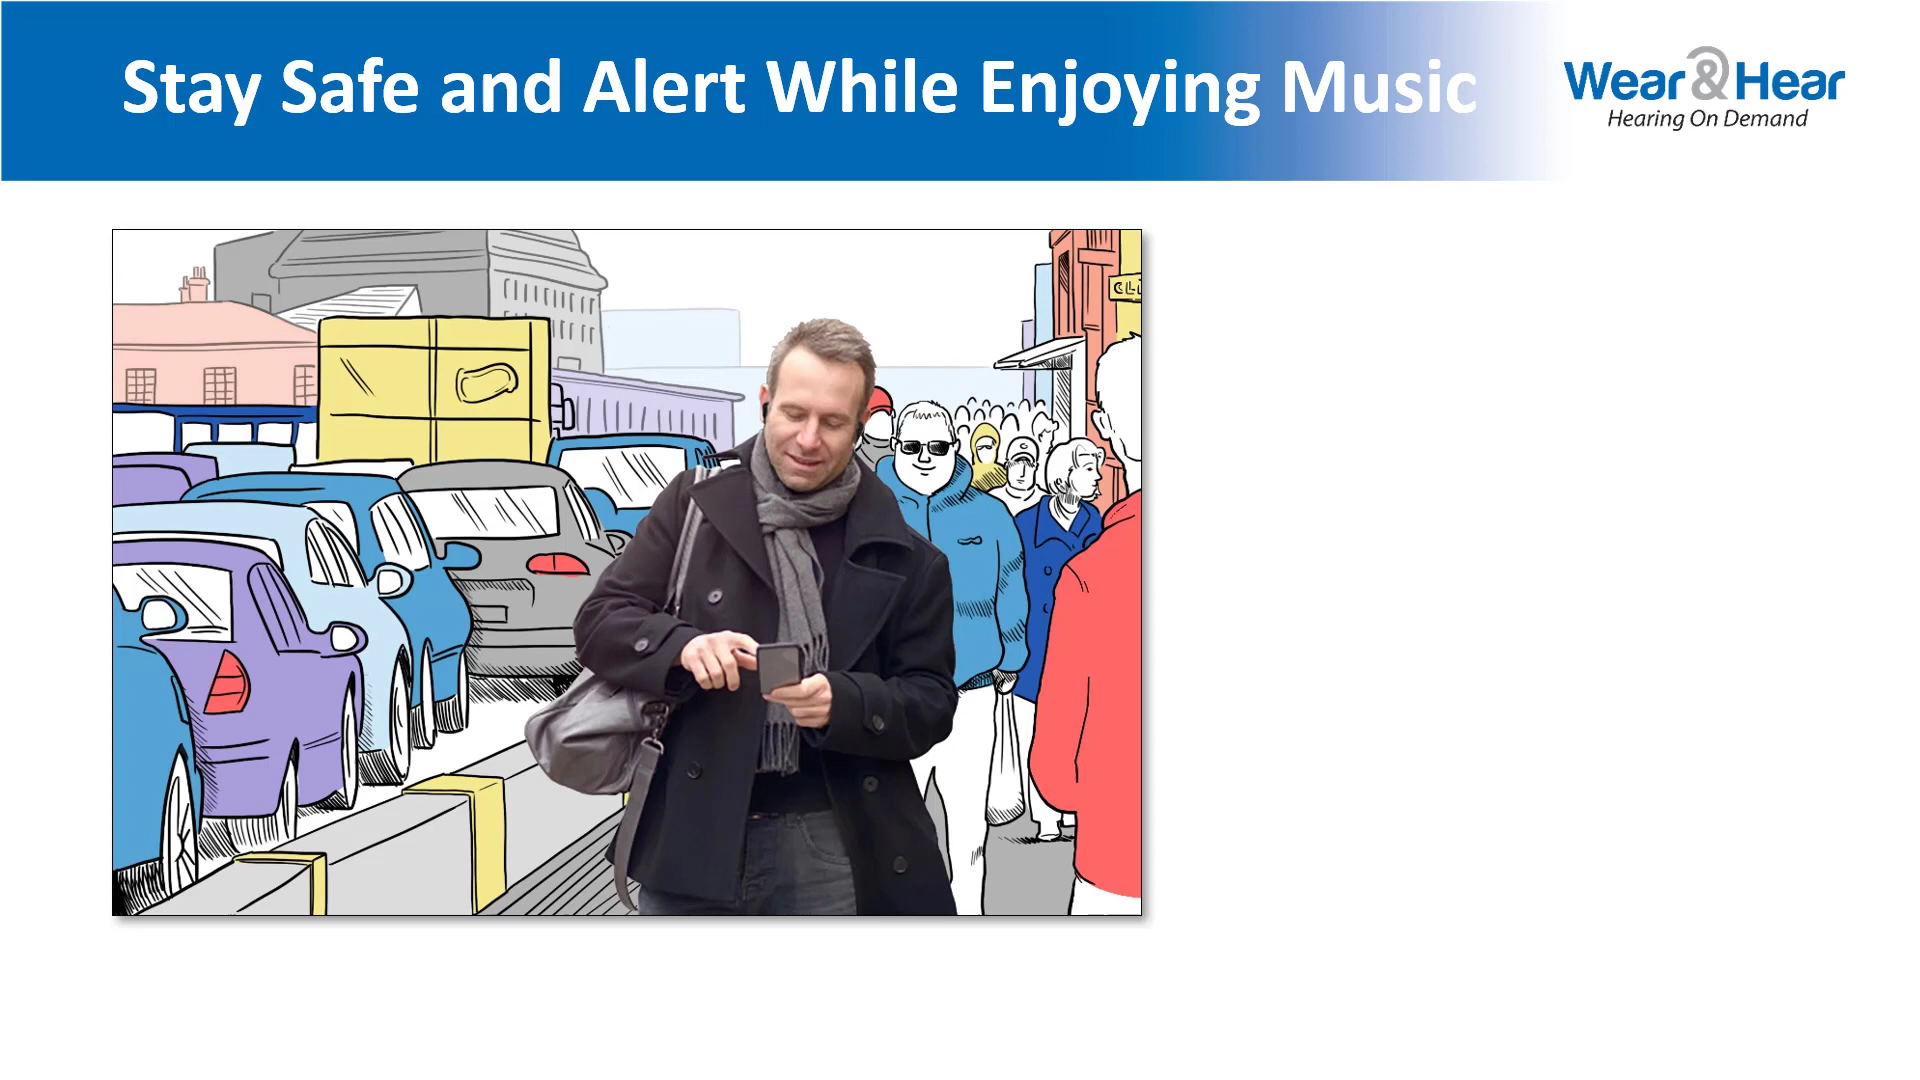 Stay Safe and Alert While Enjoying Music
Wear&Hear
Hearing On Demand